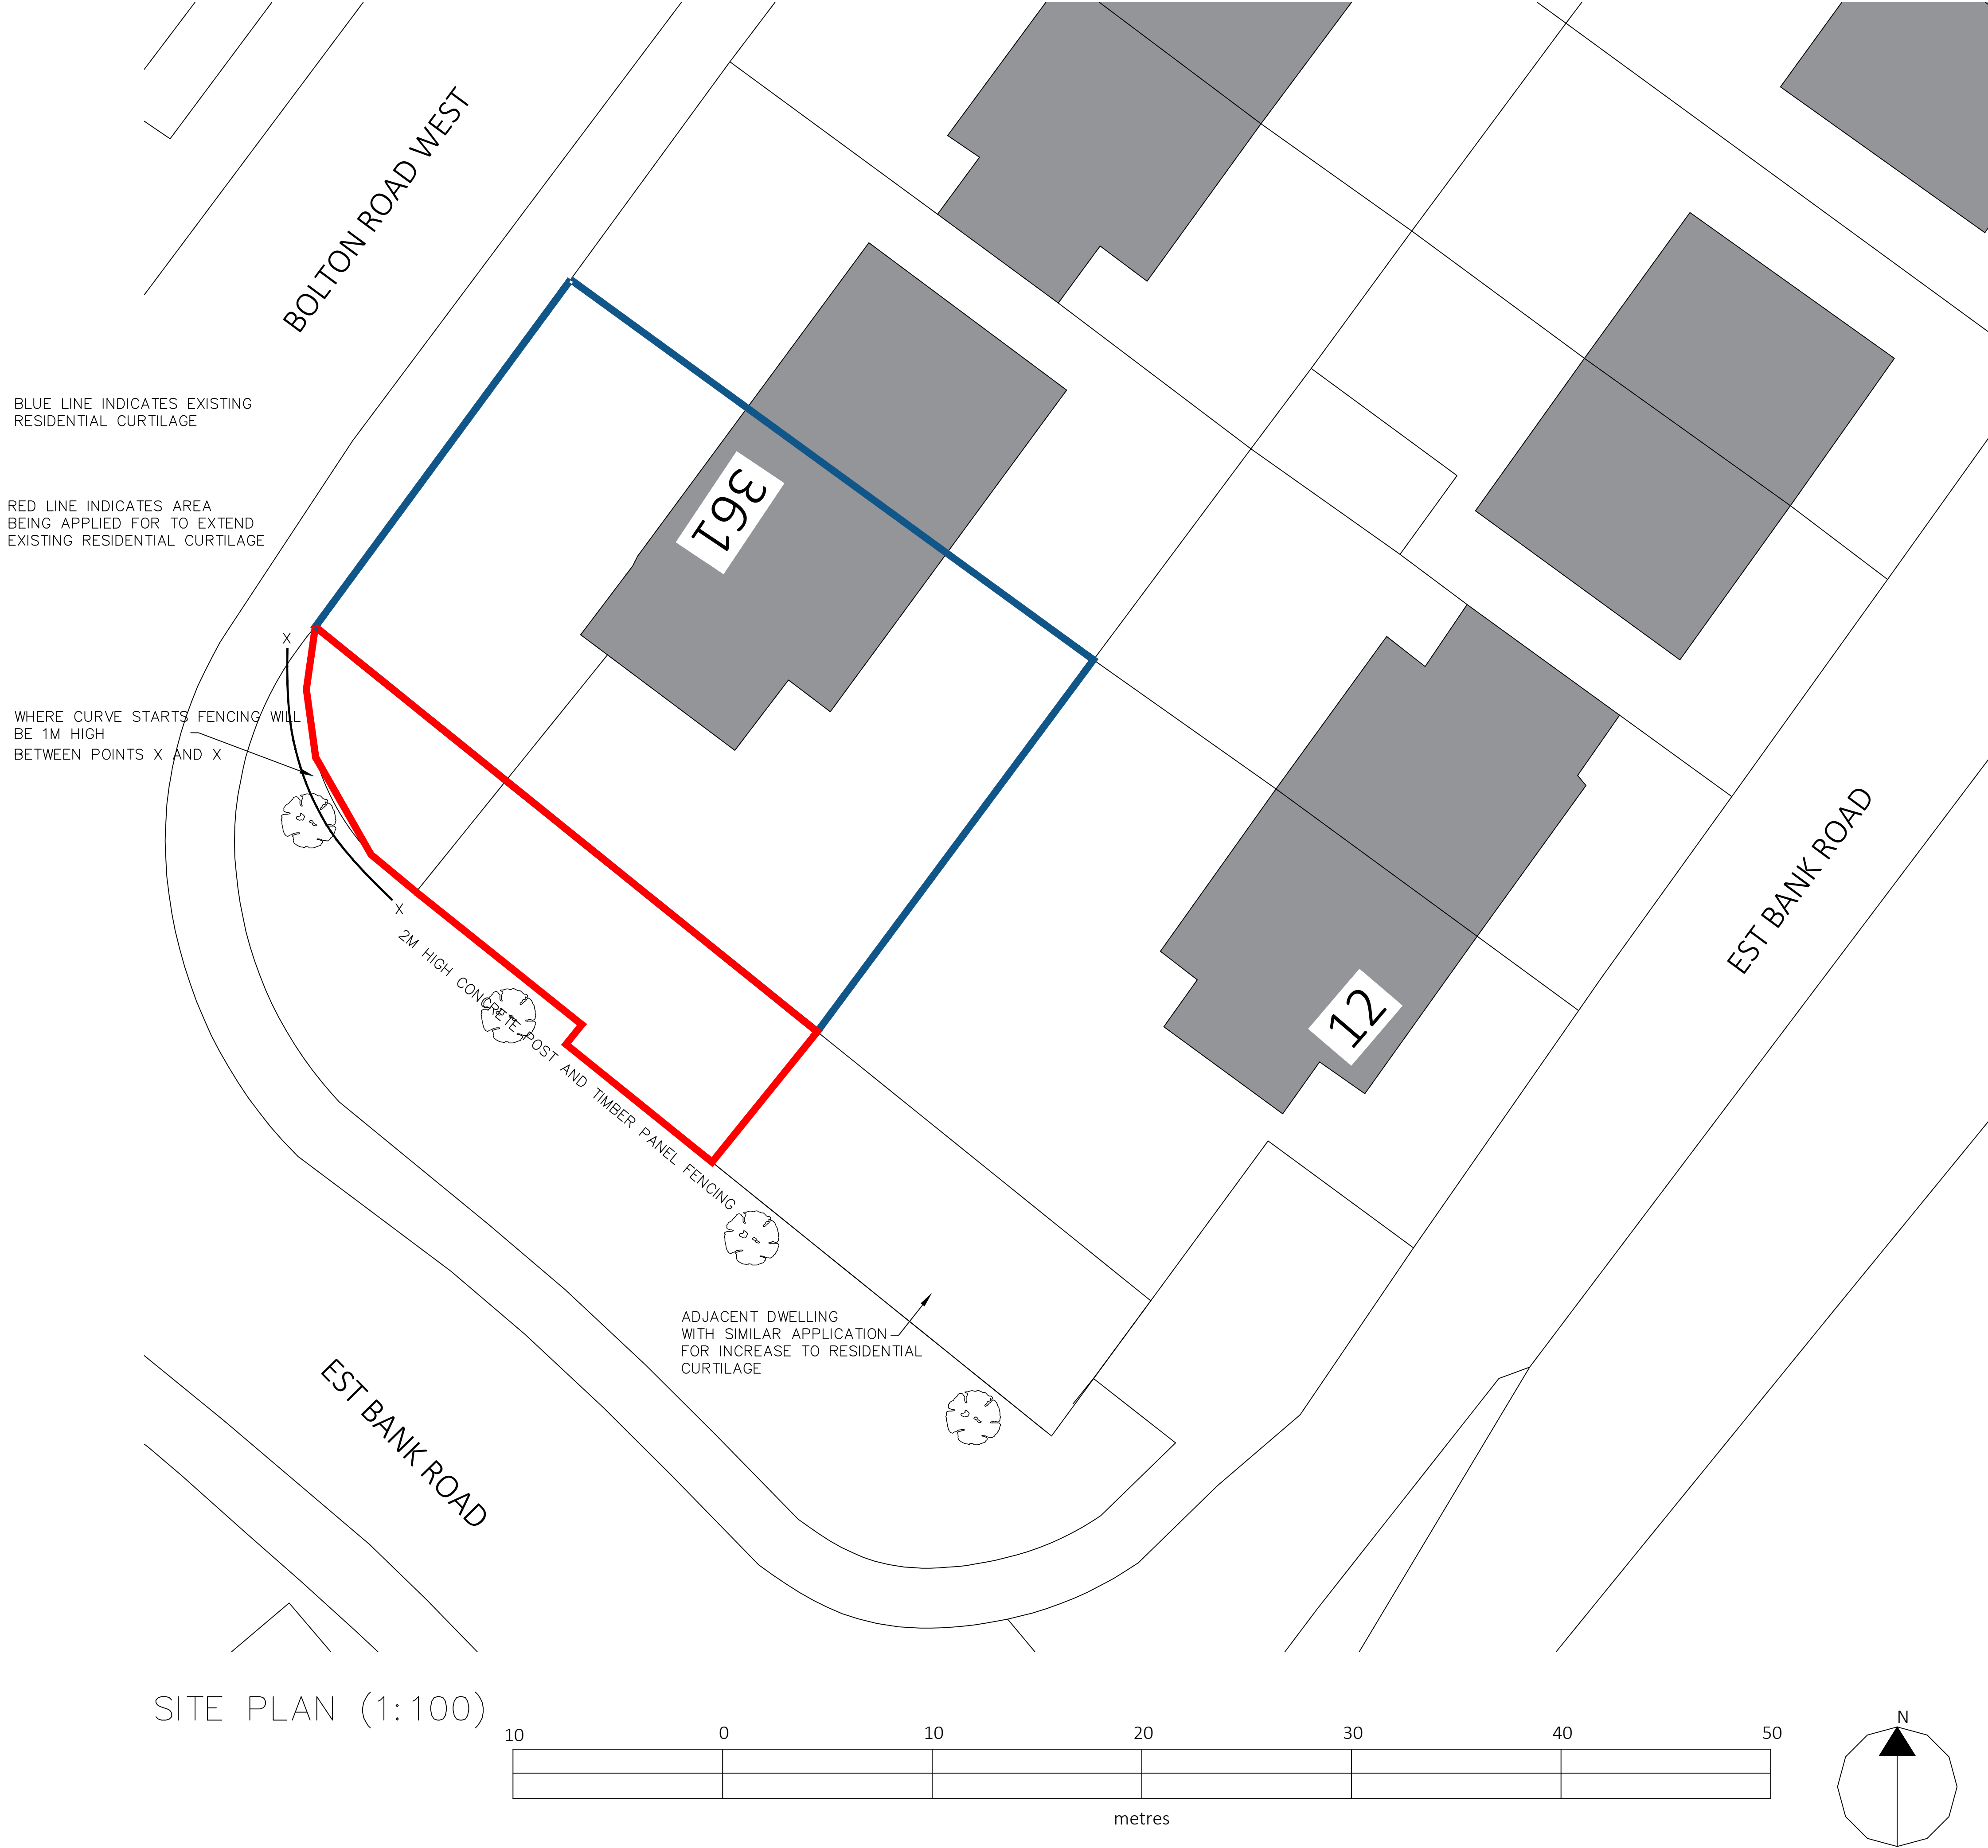 BOLTON ROAD WEST
BLUE LINE INDICATES EXISTING
RESIDENTIAL CURTILAGE
361
RED LINE INDICATES AREA
BEING APPLIED FOR TO EXTEND
EXISTING RESIDENTIAL CURTILAGE
X
WHERE CURVE STARTS FENCING WILL
BE 1M HIGH
BETWEEN POINTS X AND X
X
2M HIGH CONCRETE POST AND TIMBER PANEL FENCING
EST BANK ROAD
12
ADJACENT DWELLING
WITH SIMILAR APPLICATION
FOR INCREASE TO RESIDENTIAL
CURTILAGE
EST BANK ROAD
SITE PLAN (1:100)
10 0 10 20 30 40 50
metres
N